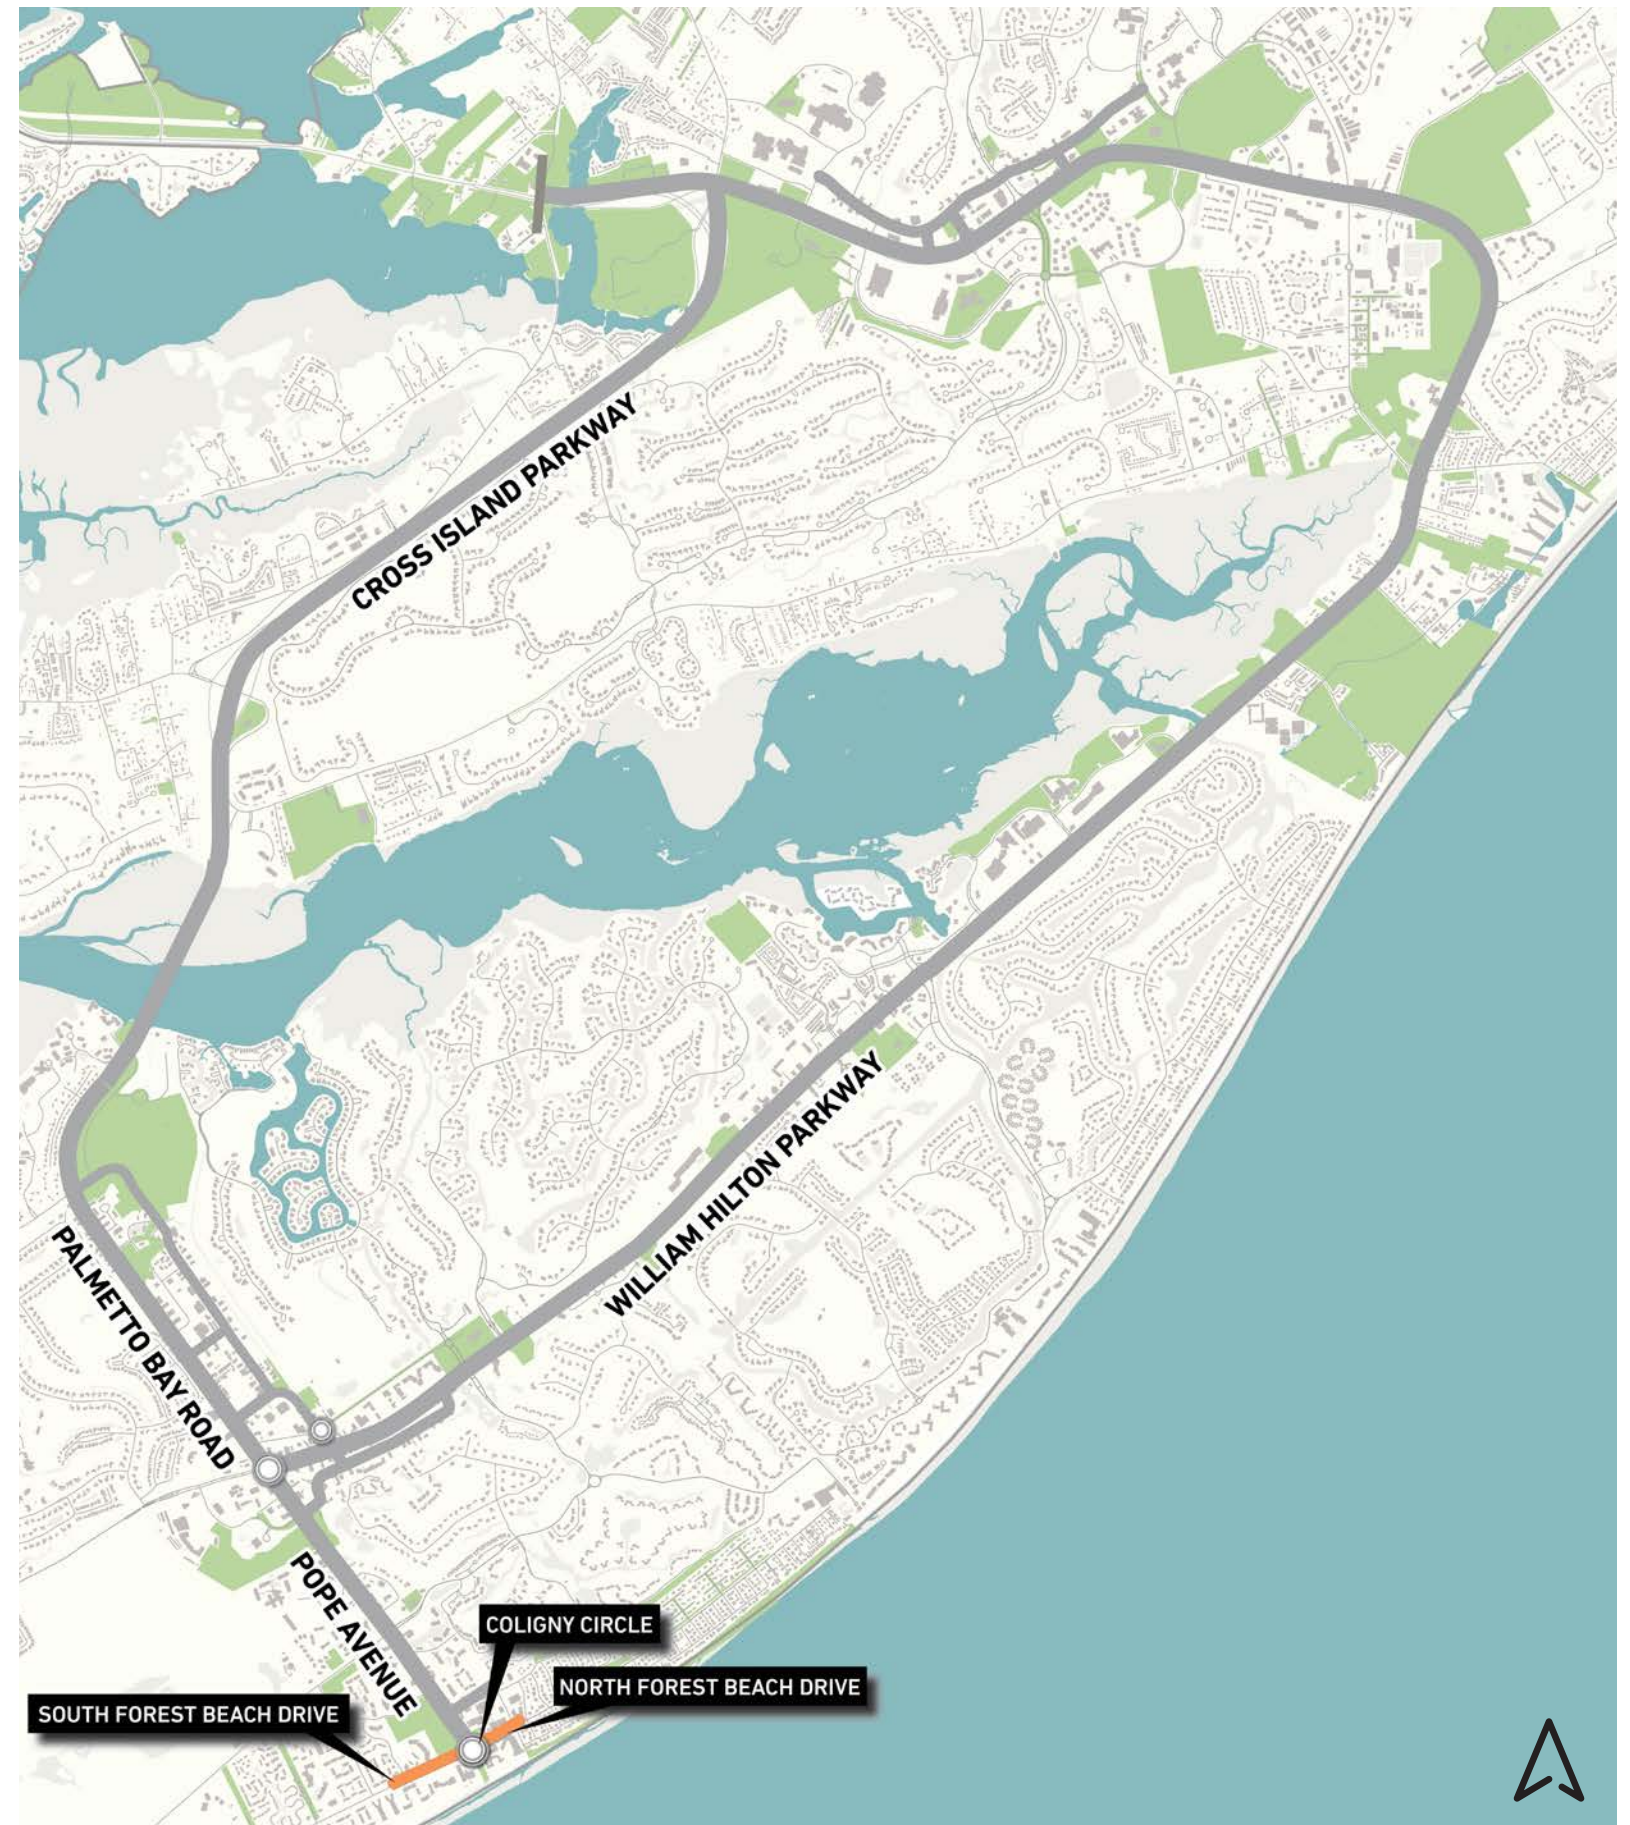 CROSS ISLAND PARKWAY
WILLIAM HILTON PARKWAY
PALMETTO BAY ROAD
POPE AVENUE
COLIGNY CIRCLE
NORTH FOREST BEACH DRIVE
SOUTH FOREST BEACH DRIVE